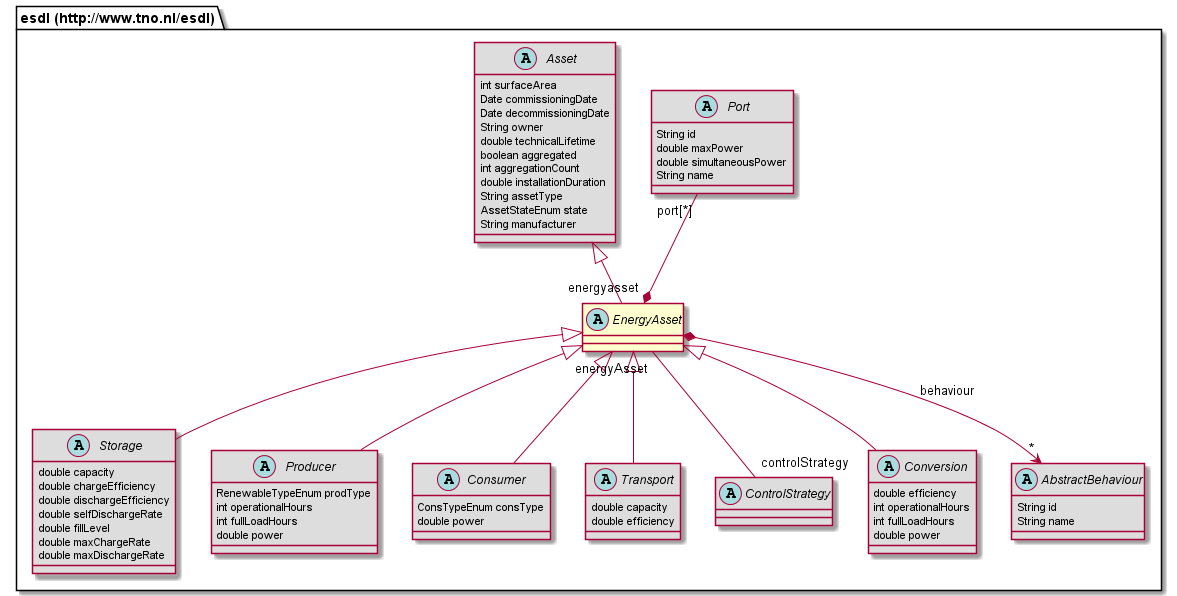 esdl (http://www.tno.nl/esdl)
A Asset
int surfaceArea
Date commissioningDate
Date decommissioningDate
String owner
double technicalLifetime
boolean aggregated
int aggregationCount
double installationDuration
String assetType
AssetStateEnum state
String manufacturer
A Port
String id
double maxPower
double simultaneousPower
String name
port[*]
energyasset
A EnergyAsset
energyAsset
behaviour
*
controlStrategy
A Storage
double capacity
double chargeEfficiency
double dischargeEfficiency
double selfDischargeRate
double fillLevel
double maxChargeRate
double maxDischargeRate
A Producer
RenewableTypeEnum prodType
int operationalHours
int fullLoadHours
double power
A Consumer
ConsTypeEnum consType
double power
A Transport
double capacity
double efficiency
A ControlStrategy
A Conversion
double efficiency
int operationalHours
int fullLoadHours
double power
A AbstractBehaviour
String id
String name